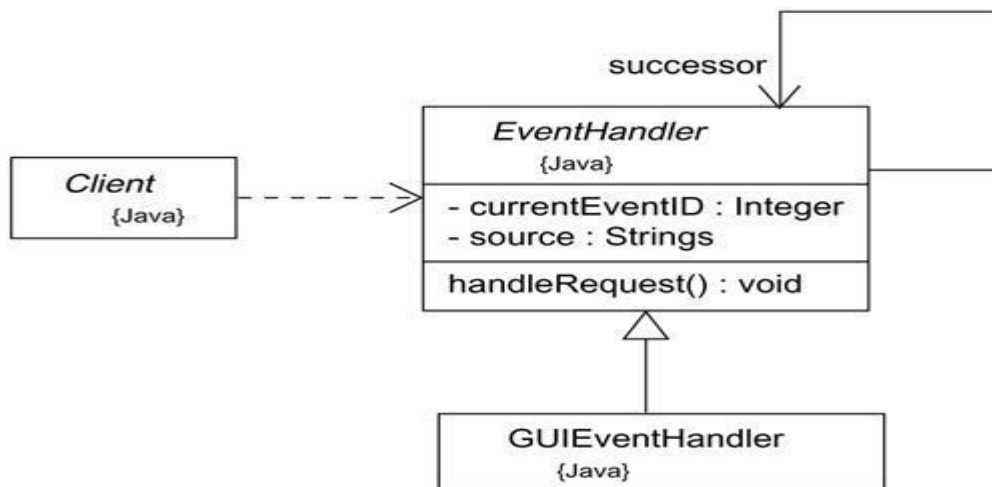 successor
EventHandler
{Java}
Client
{Java}
- currentEventID : Integer
- source : Strings
handleRequest() : void
GUIEventHandler
{Java}